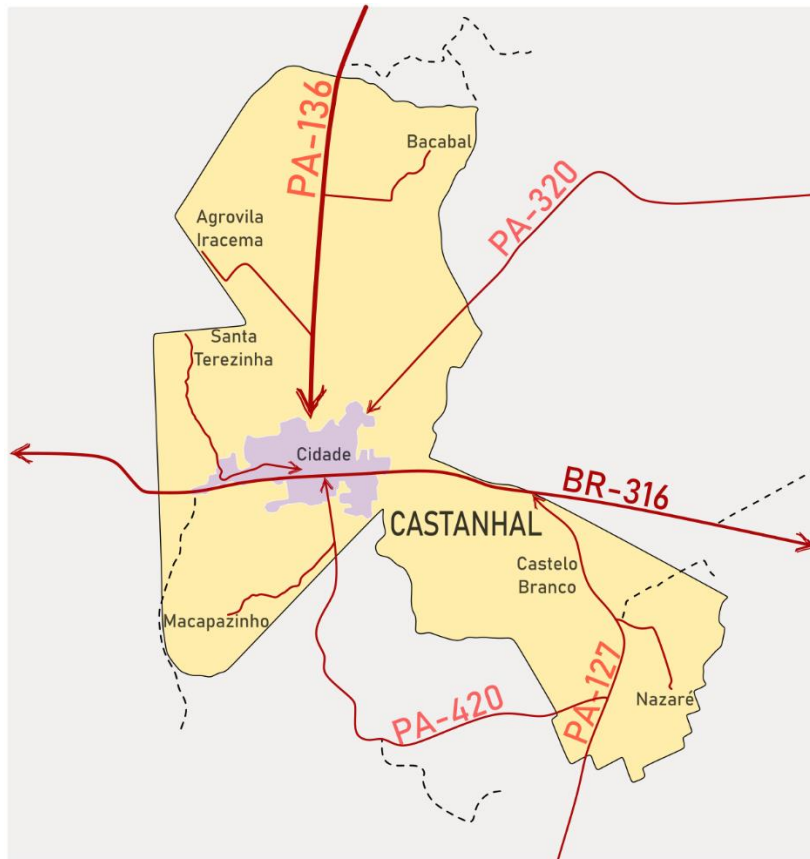 PA-136
Bacabal
PA-320
Agrovila
Iracema
Santa
Terezinha
Cidade
BR-316
CASTANHAL
Castelo
Branco
Macapazinho
PA-127
Nazaré
PA-420